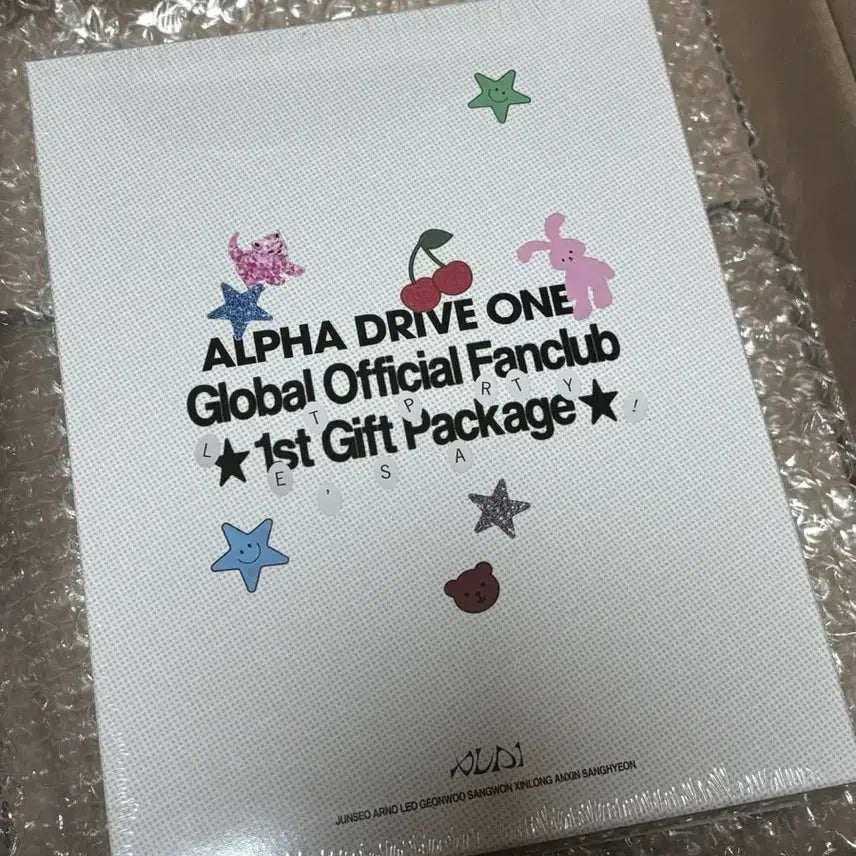 ALPHA DRIVE ONE
Global Official Fanclub
★1st Gift Package★
LET'S PARTY!
ALD1
JUNSEO ARNO LEO GEONWOO SANGWON XINLONG ANXIN SANGHYEON